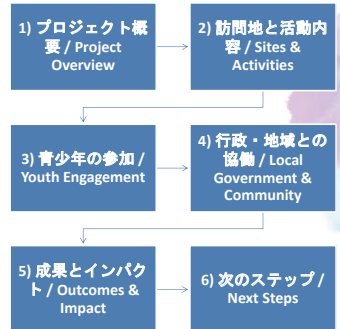 1) プロジェクト概
要 / Project
Overview
2) 訪問地と活動内
容 / Sites &
Activities
3) 青少年の参加 /
Youth Engagement
4) 行政・地域との
協働 / Local
Government &
Community
5) 成果とインパク
ト / Outcomes &
Impact
6) 次のステップ /
Next Steps